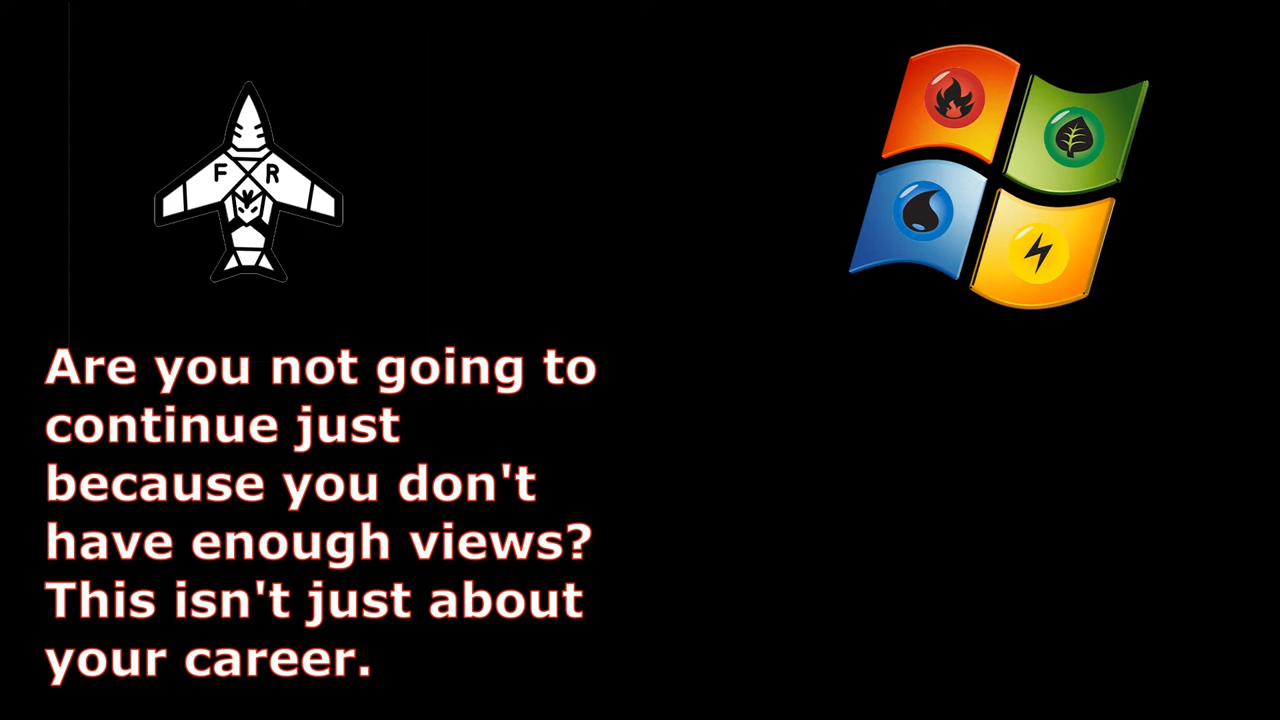 F R
Are you not going to
continue just
because you don't
have enough views?
This isn't just about
your career.